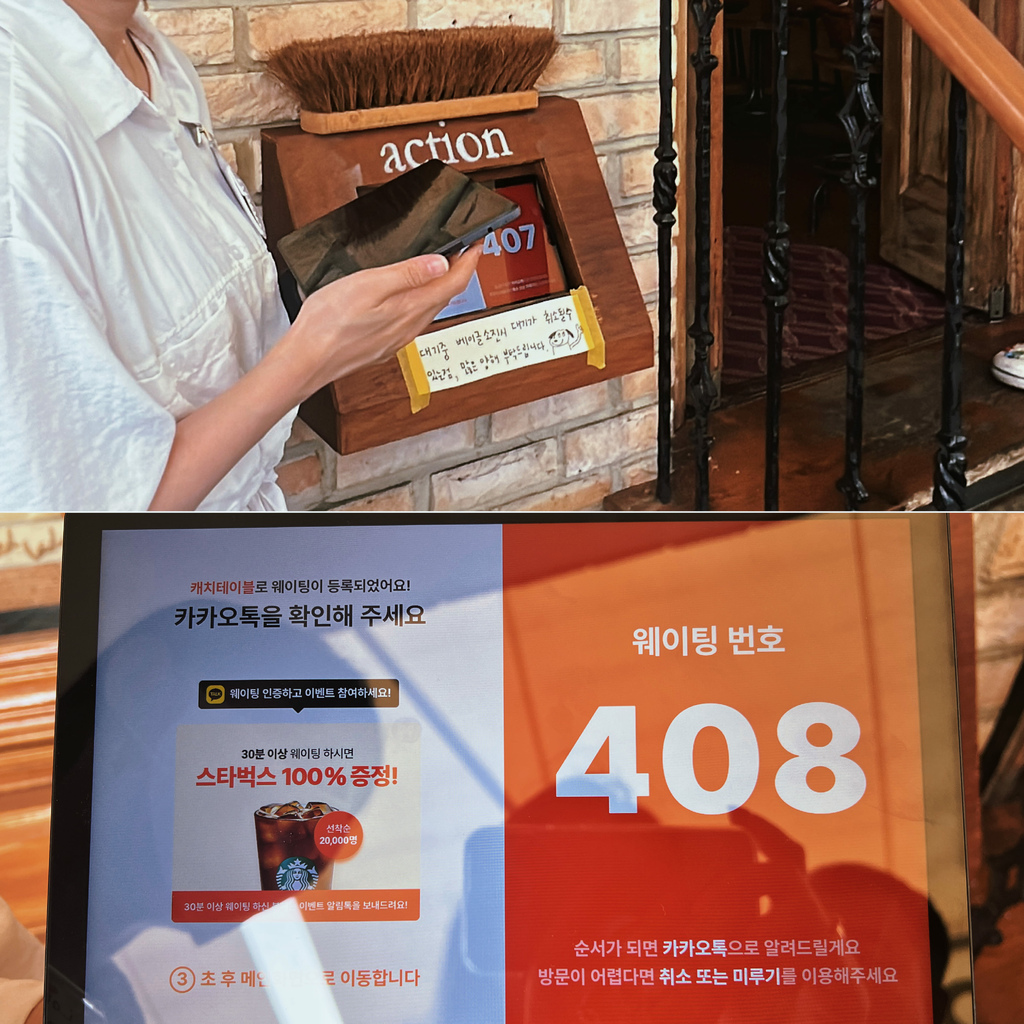 action
407
대기중 베이글소진시 대기가 취소될수
있는점, 많은 양해 부탁드립니다.
캐치테이블로 웨이팅이 등록되었어요!
카카오톡을 확인해 주세요
웨이팅 인증하고 이벤트 참여하세요!
30분 이상 웨이팅 하시면
스타벅스 100% 증정!
선착순
20,000명
30분 이상 웨이팅 하신 이벤트 알림톡을 보내드려요!
3 초 후 메인 로 이동합니다
웨이팅 번호
408
순서가 되면 카카오톡으로 알려드릴게요
방문이 어렵다면 취소 또는 미루기를 이용해주세요